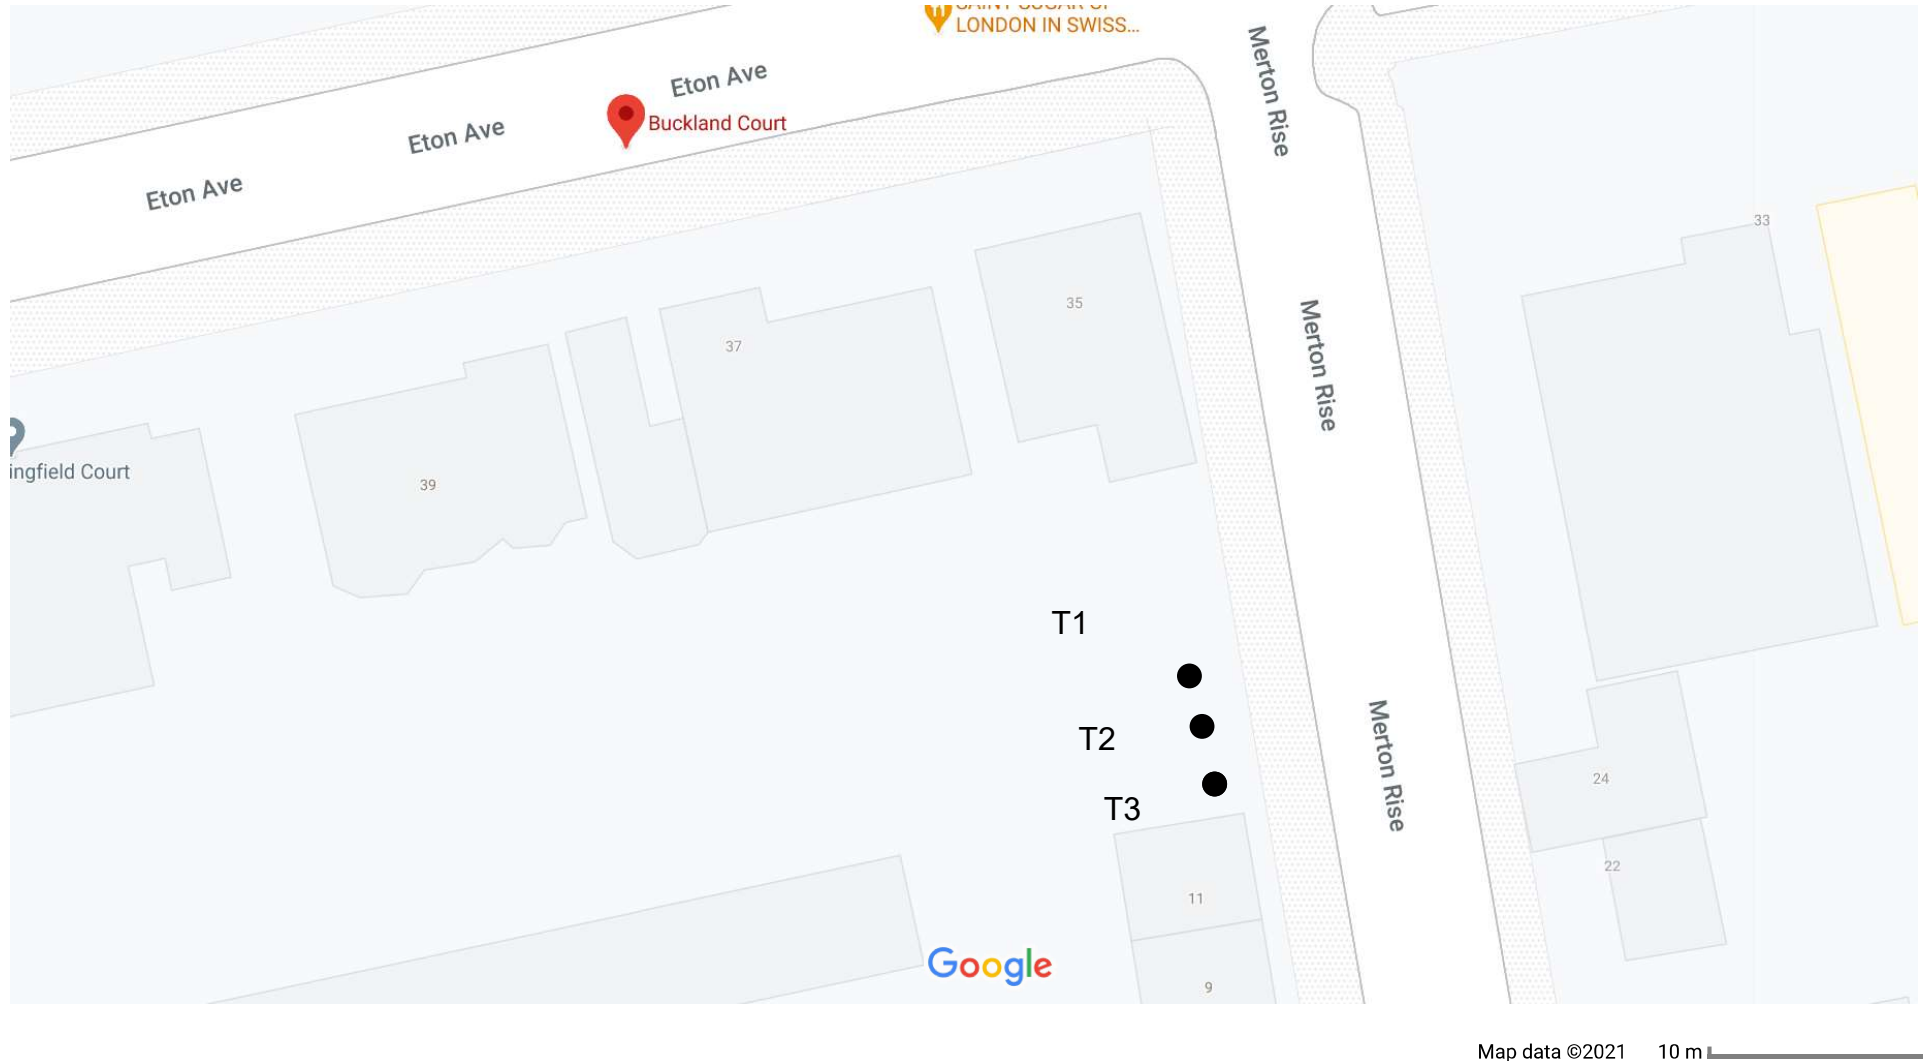 LONDON IN SWISS...
Merton Rise
Eton Ave
Buckland Court
Eton Ave
Eton Ave
33
35
Merton Rise
37
ingfield Court
39
T1
T2
Merton Rise
24
T3
22
11
Google
9
Map data ©2021 10 m